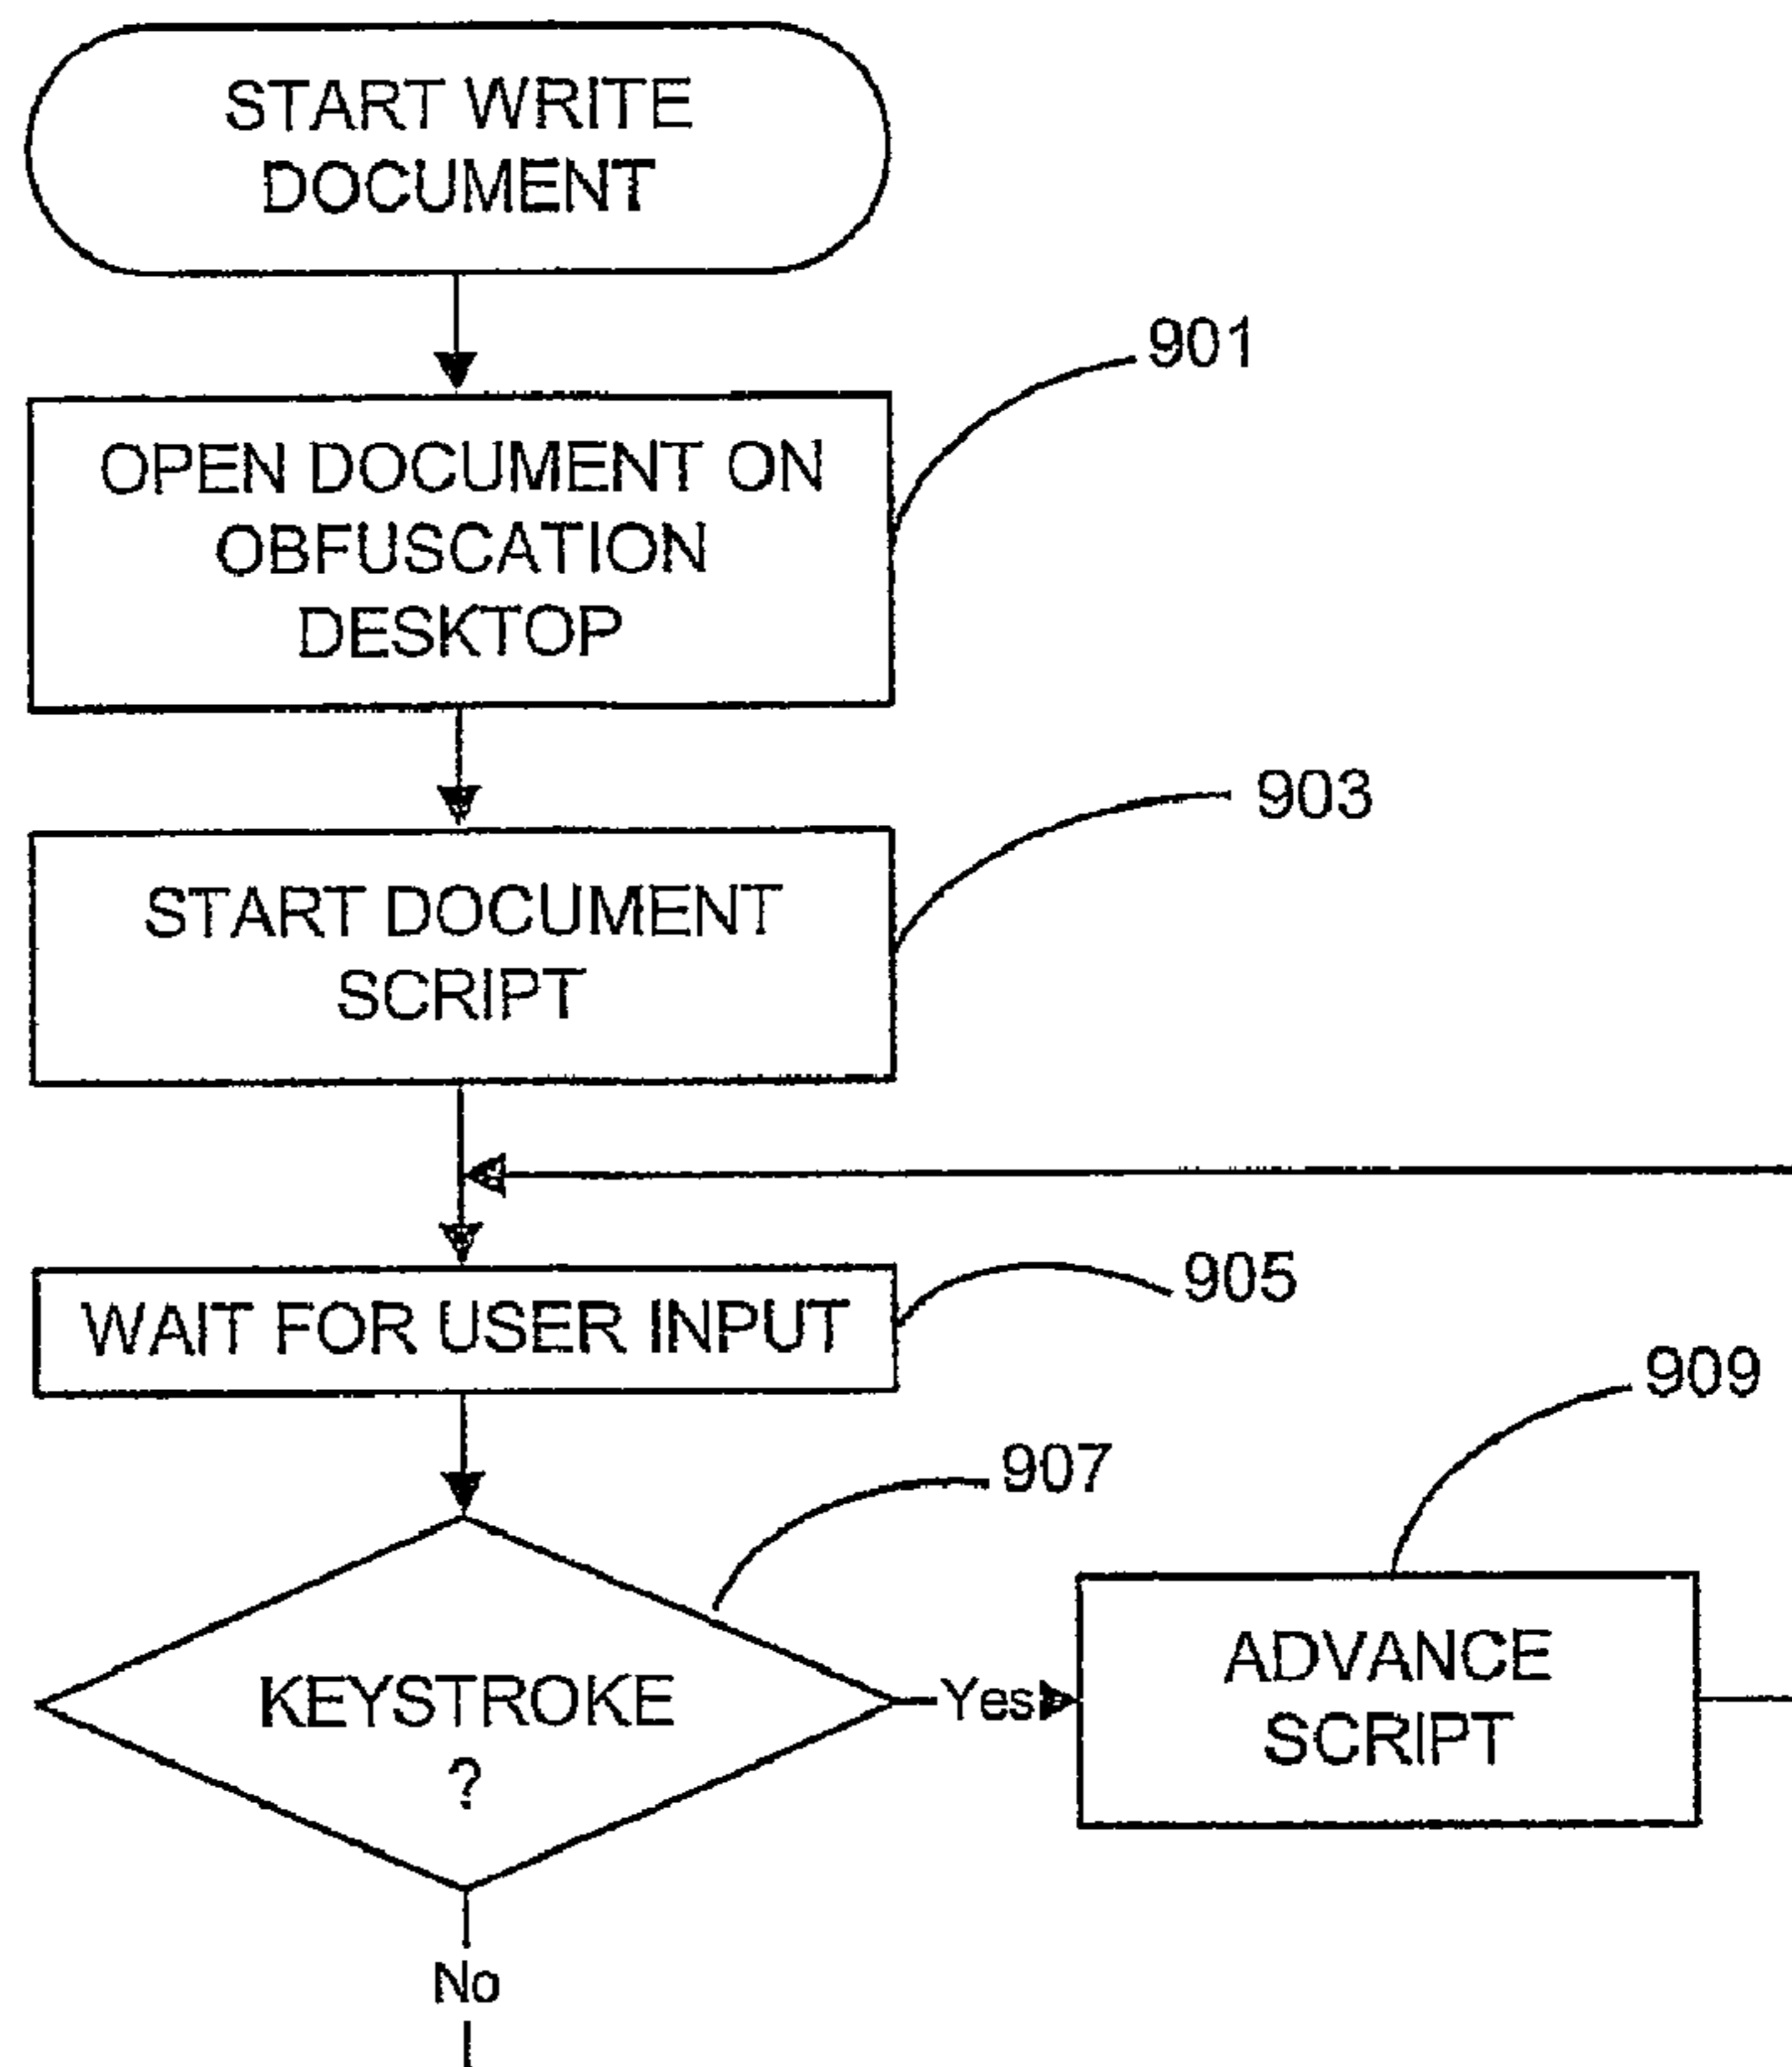 START WRITE
DOCUMENT
901
OPEN DOCUMENT ON
OBFUSCATION
DESKTOP
903
START DOCUMENT
SCRIPT
905
WAIT FOR USER INPUT
909
907
KEYSTROKE
?
Yes
ADVANCE
SCRIPT
No